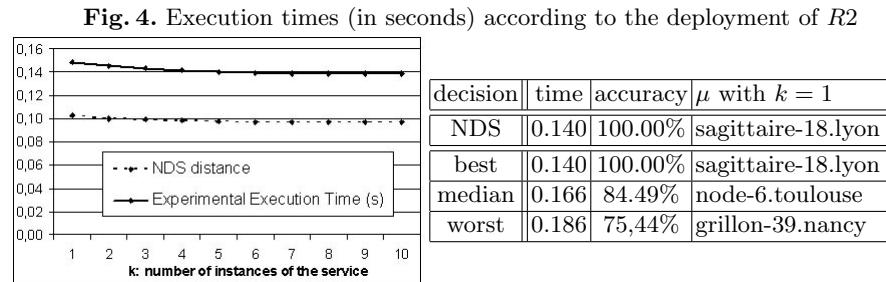 Fig. 4. Execution times (in seconds) according to the deployment of R2
0,16
0,14
0,12
0,10
0,08
0,06
0,04
0,02
0,00
NDS distance
Experimental Execution Time (s)
1 2 3 4 5 6 7 8 9 10
k: number of instances of the service
decision time accuracy μ with k = 1
NDS 0.140 100.00% sagittaire-18.lyon
best 0.140 100.00% sagittaire-18.lyon
median 0.166 84.49% node-6.toulouse
worst 0.186 75,44% grillon-39.nancy